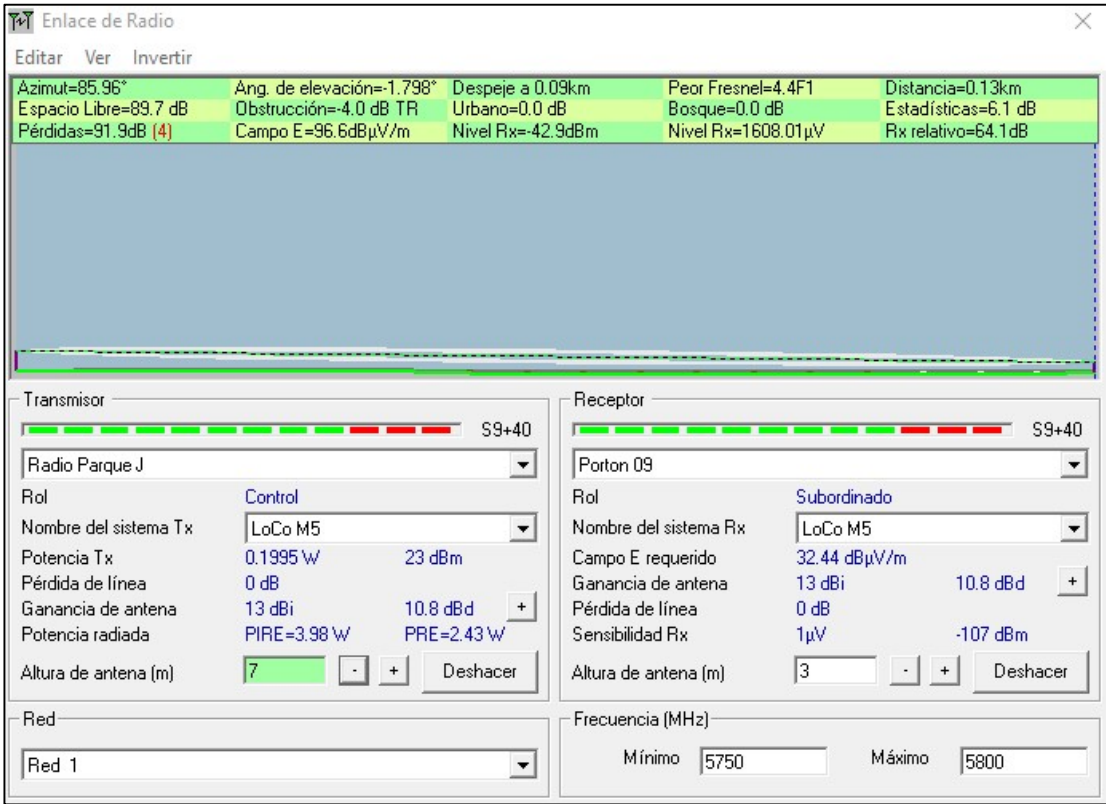 Enlace de Radio
Editar Ver Invertir
Azimut=85.96° Ang. de elevación=-1.798° Despeje a 0.09km Peor Fresnel=4.4F1 Distancia=0.13km
Espacio Libre=89.7 dB Obstrucción=-4.0 dB TR Urbano=0.0 dB Bosque=0.0 dB Estadísticas=6.1 dB
Pérdidas=91.9dB (4) Campo E=96.6dBµV/m Nivel Rx=-42.9dBm Nivel Rx=1608.01µV Rx relativo=64.1dB
Transmisor
S9+40
Radio Parque J
Rol Control
Nombre del sistema Tx LoCo M5
Potencia Tx 0.1995 W 23 dBm
Pérdida de línea 0 dB
Ganancia de antena 13 dBi 10.8 dBd +
Potencia radiada PIRE=3.98 W PRE=2.43 W
Altura de antena (m) 7 - + Deshacer
Receptor
S9+40
Porton 09
Rol Subordinado
Nombre del sistema Rx LoCo M5
Campo E requerido 32.44 dBµV/m
Ganancia de antena 13 dBi 10.8 dBd +
Pérdida de línea 0 dB
Sensibilidad Rx 1µV -107 dBm
Altura de antena (m) 3 - + Deshacer
Red
Red 1
Frecuencia (MHz)
Mínimo 5750 Máximo 5800